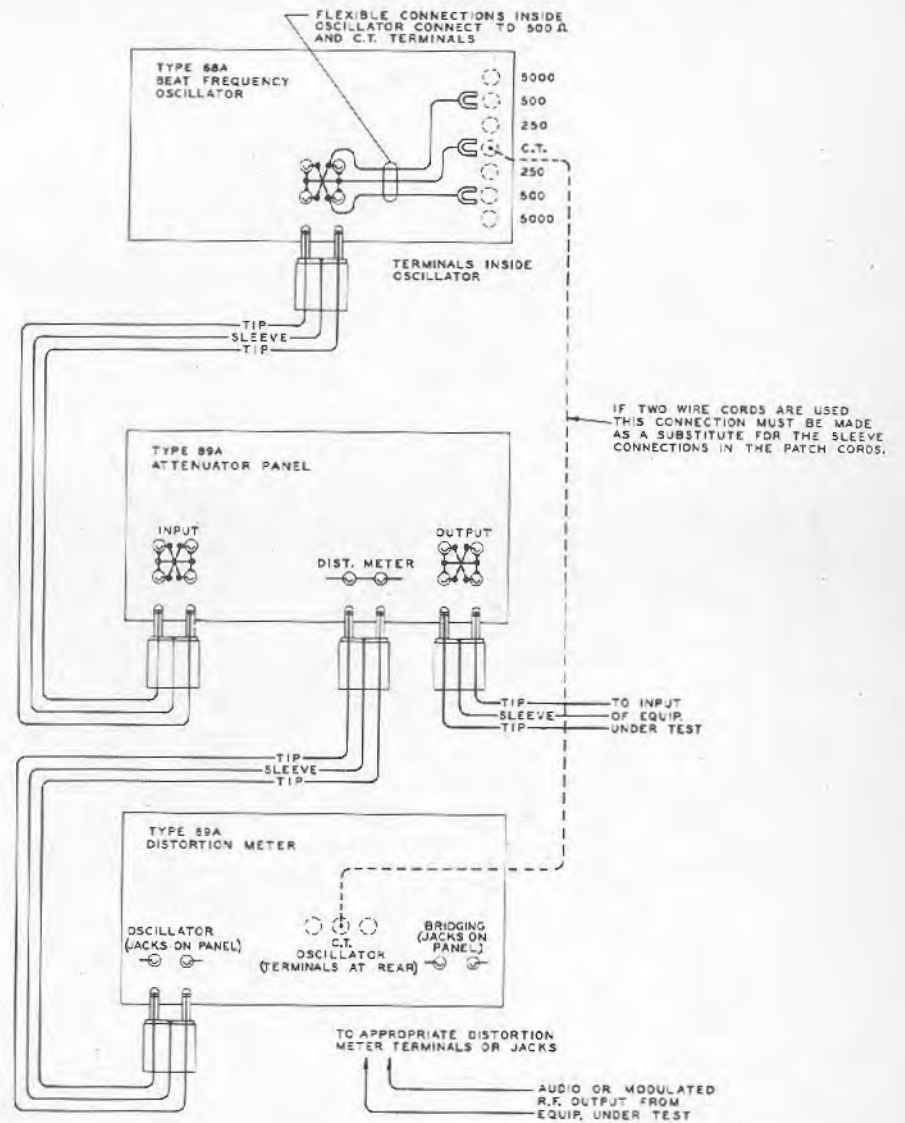 FLEXIBLE CONNECTIONS INSIDE
OSCILLATOR CONNECT TO 500 Ω
AND C.T. TERMINALS
TYPE 68A
BEAT FREQUENCY
OSCILLATOR
5000
500
250
C.T.
250
500
5000
TERMINALS INSIDE
OSCILLATOR
TIP
SLEEVE
TIP
IF TWO WIRE CORDS ARE USED
THIS CONNECTION MUST BE MADE
AS A SUBSTITUTE FOR THE SLEEVE
CONNECTIONS IN THE PATCH CORDS.
TYPE 89A
ATTENUATOR PANEL
INPUT
DIST. METER
OUTPUT
TIP
SLEEVE
TIP
TO INPUT
OF EQUIP.
UNDER TEST
TIP
SLEEVE
TIP
TYPE 69A
DISTORTION METER
OSCILLATOR
(JACKS ON PANEL)
C.T.
OSCILLATOR
(TERMINALS AT REAR)
BRIDGING
(JACKS ON
PANEL)
TO APPROPRIATE DISTORTION
METER TERMINALS OR JACKS
AUDIO OR MODULATED
R.F. OUTPUT FROM
EQUIP. UNDER TEST